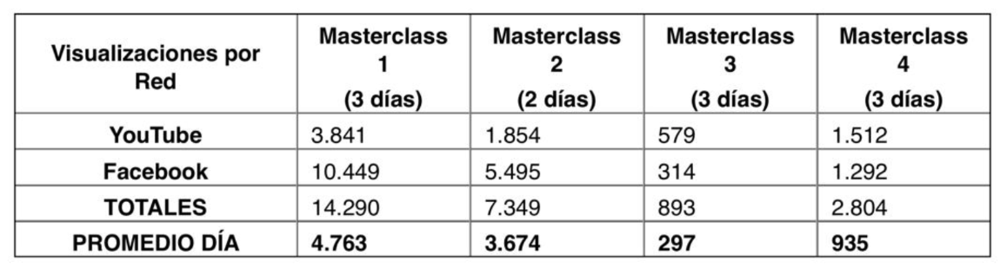 Visualizaciones por Red Masterclass 1 (3 días) Masterclass 2 (2 días) Masterclass 3 (3 días) Masterclass 4 (3 días)
YouTube 3.841 1.854 579 1.512
Facebook 10.449 5.495 314 1.292
TOTALES 14.290 7.349 893 2.804
PROMEDIO DÍA 4.763 3.674 297 935